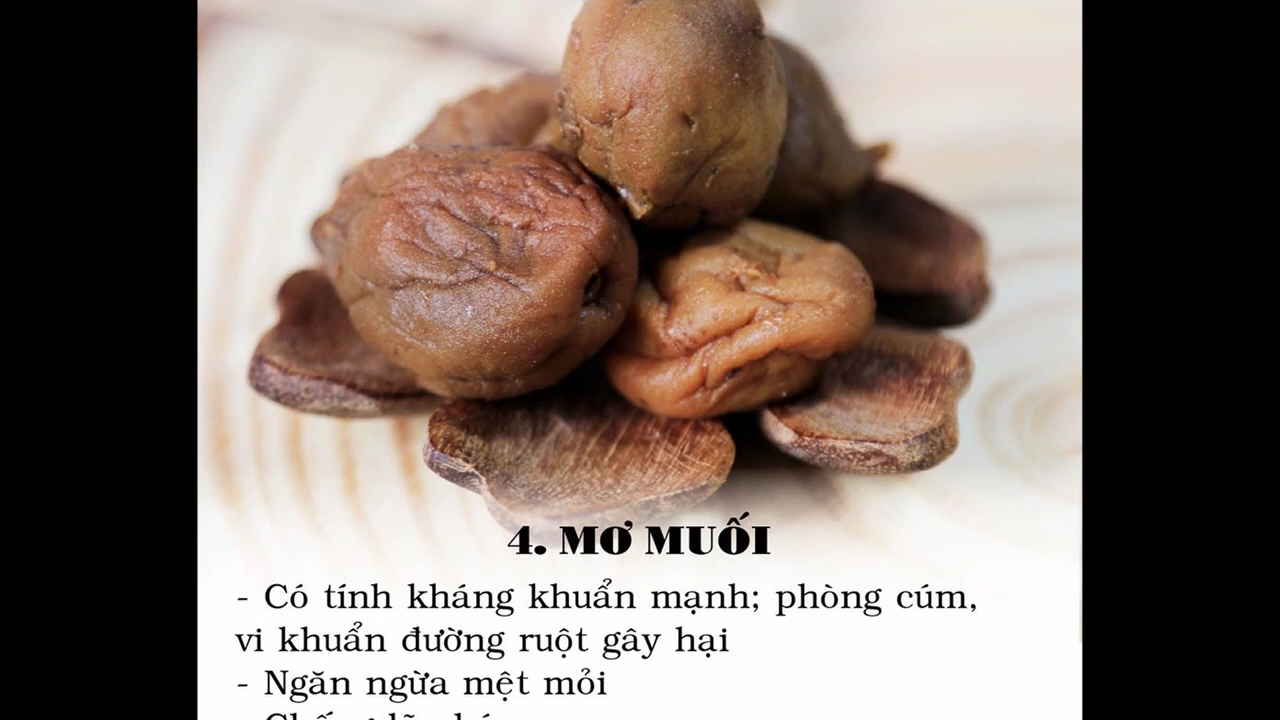 4. MƠ MUỐI
- Có tính kháng khuẩn mạnh; phòng cúm,
vi khuẩn đường ruột gây hại
- Ngăn ngừa mệt mỏi